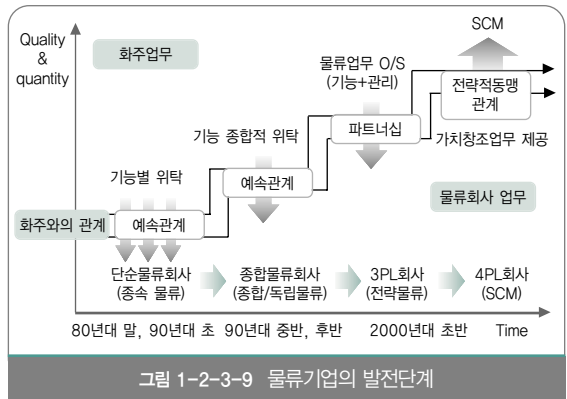 Quality
&
quantity
화주업무
SCM
물류업무 O/S
(기능+관리)
전략적동맹
관계
기능 종합적 위탁
파트너십
가치창조업무 제공
기능별 위탁
예속관계
물류회사 업무
화주와의 관계
예속관계
단순물류회사
(종속 물류)
종합물류회사
(종합/독립물류)
3PL회사
(전략물류)
4PL회사
(SCM)
80년대 말, 90년대 초
90년대 중반, 후반
2000년대 초반
Time
그림 1-2-3-9 물류기업의 발전단계